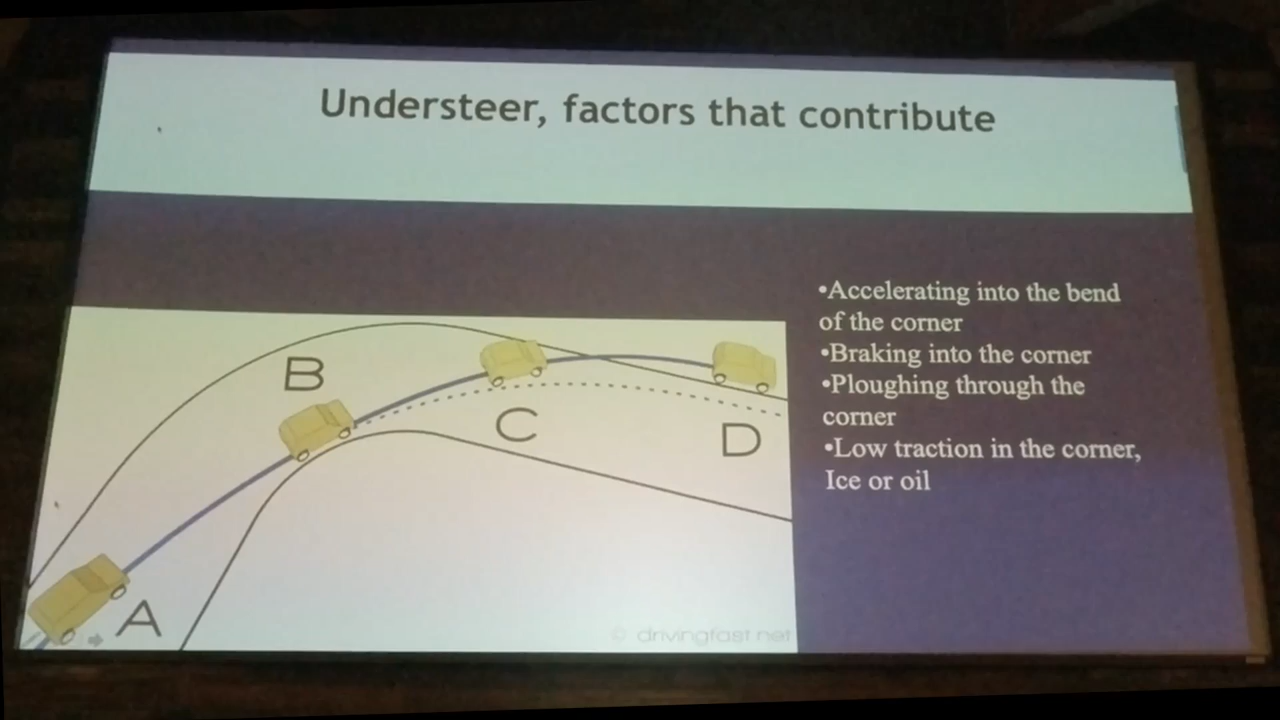 Understeer, factors that contribute
•Accelerating into the bend
of the corner
•Braking into the corner
•Ploughing through the
corner
•Low traction in the corner,
Ice or oil
B
C
D
A
© drivingfast.net